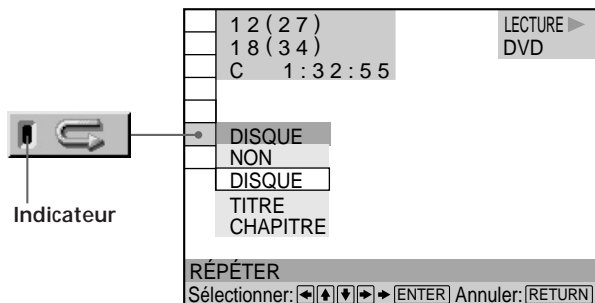 12(27)
18(34)
C 1:32:55
LECTURE
DVD
DISQUE
NON
DISQUE
TITRE
CHAPITRE
Indicateur
RÉPÉTER
Sélectionner: ENTER Annuler: RETURN